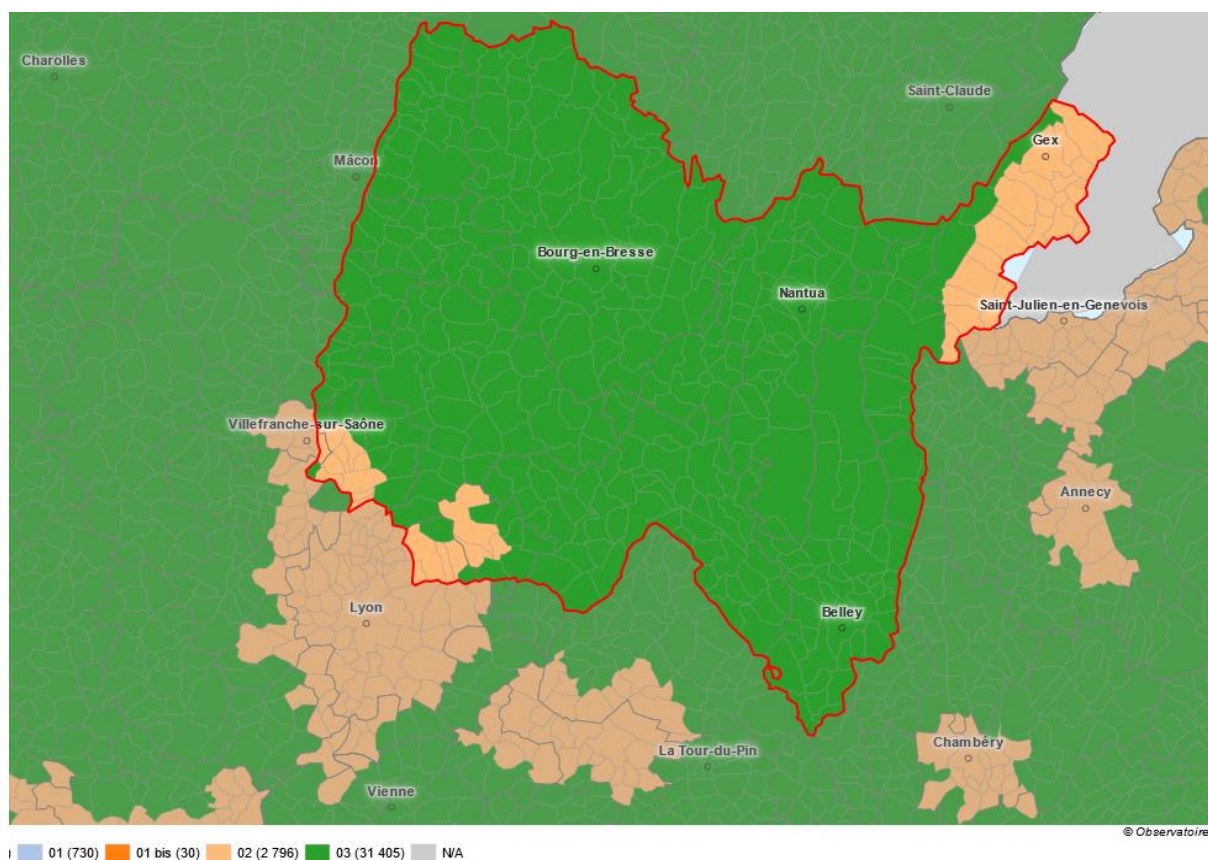 Charolles
Saint-Claude
Gex
Mâcon
Bourg-en-Bresse
Nantua
Saint-Julien-en-Genevois
Villefranche-sur-Saône
Annecy
Lyon
Belley
Chambéry
La Tour-du-Pin
Vienne
© Observatoire
) 01 (730) 01 bis (30) 02 (2 796) 03 (31 405) N/A